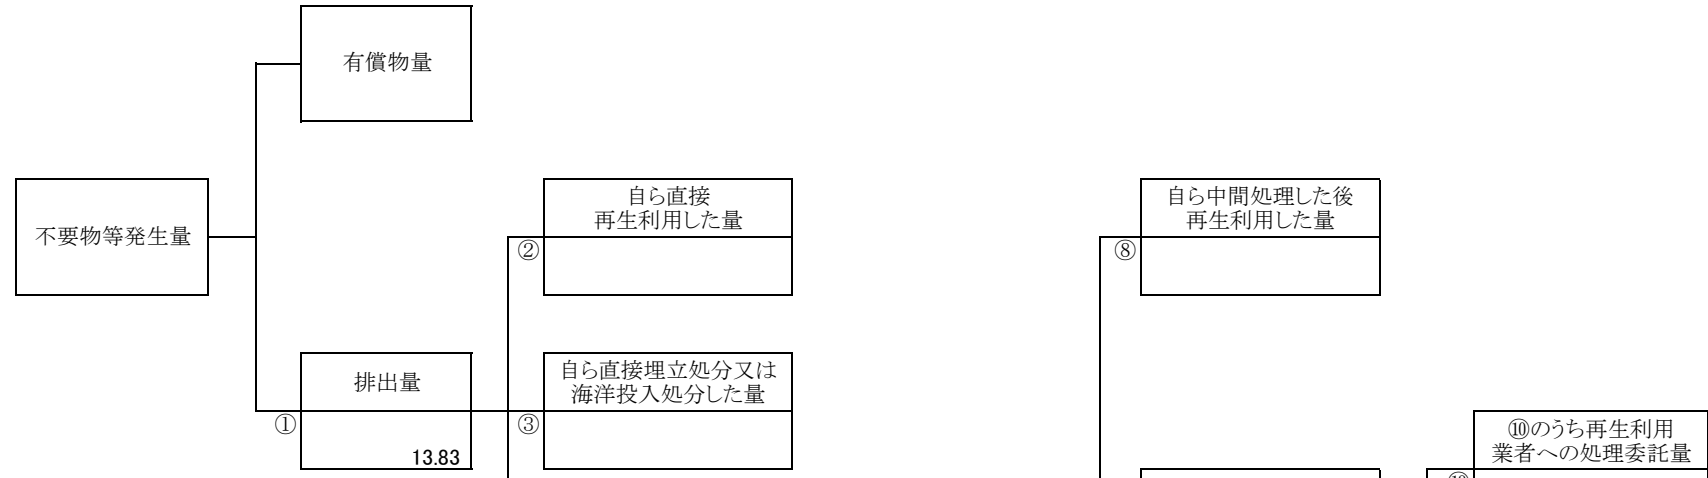 有償物量
不要物等発生量
自ら直接
再生利用した量
②
自ら中間処理した後
再生利用した量
⑧
排出量
①
13.83
自ら直接埋立処分又は
海洋投入処分した量
③
⑩のうち再生利用
業者への処理委託量